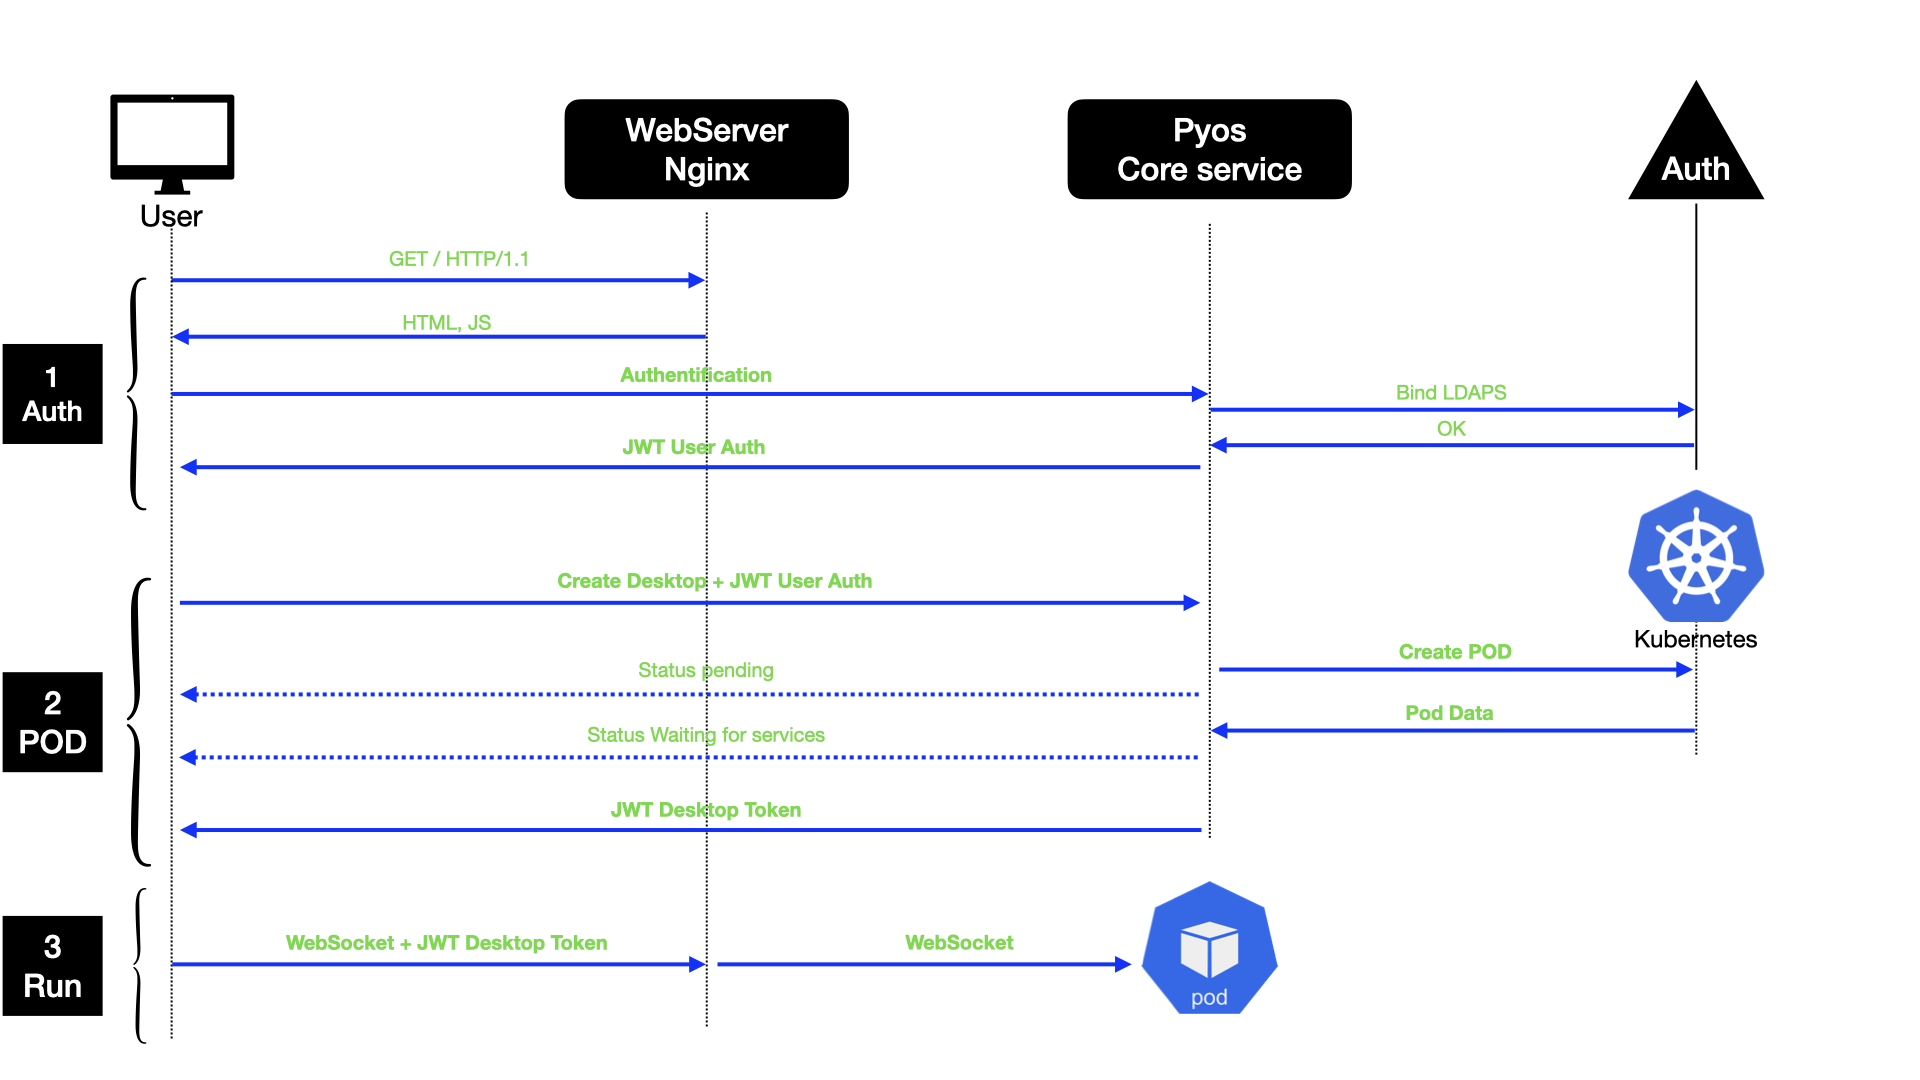 WebServer
Nginx
Pyos
Core service
Auth
User
GET / HTTP/1.1
HTML, JS
1
Auth
Authentification
Bind LDAPS
OK
JWT User Auth
Create Desktop + JWT User Auth
Kubernetes
Create POD
Status pending
2
POD
Pod Data
Status Waiting for services
JWT Desktop Token
3
Run
WebSocket + JWT Desktop Token
WebSocket
pod